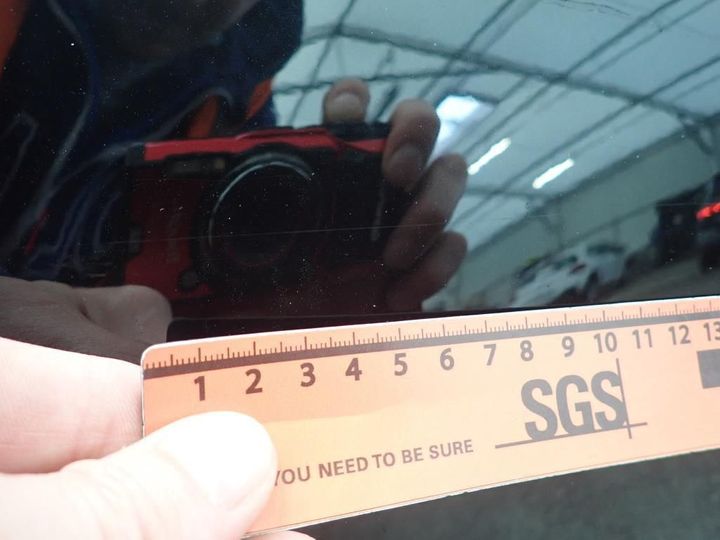 1 2 3 4 5 6 7 8 9 10 11 12 13
SGS
YOU NEED TO BE SURE